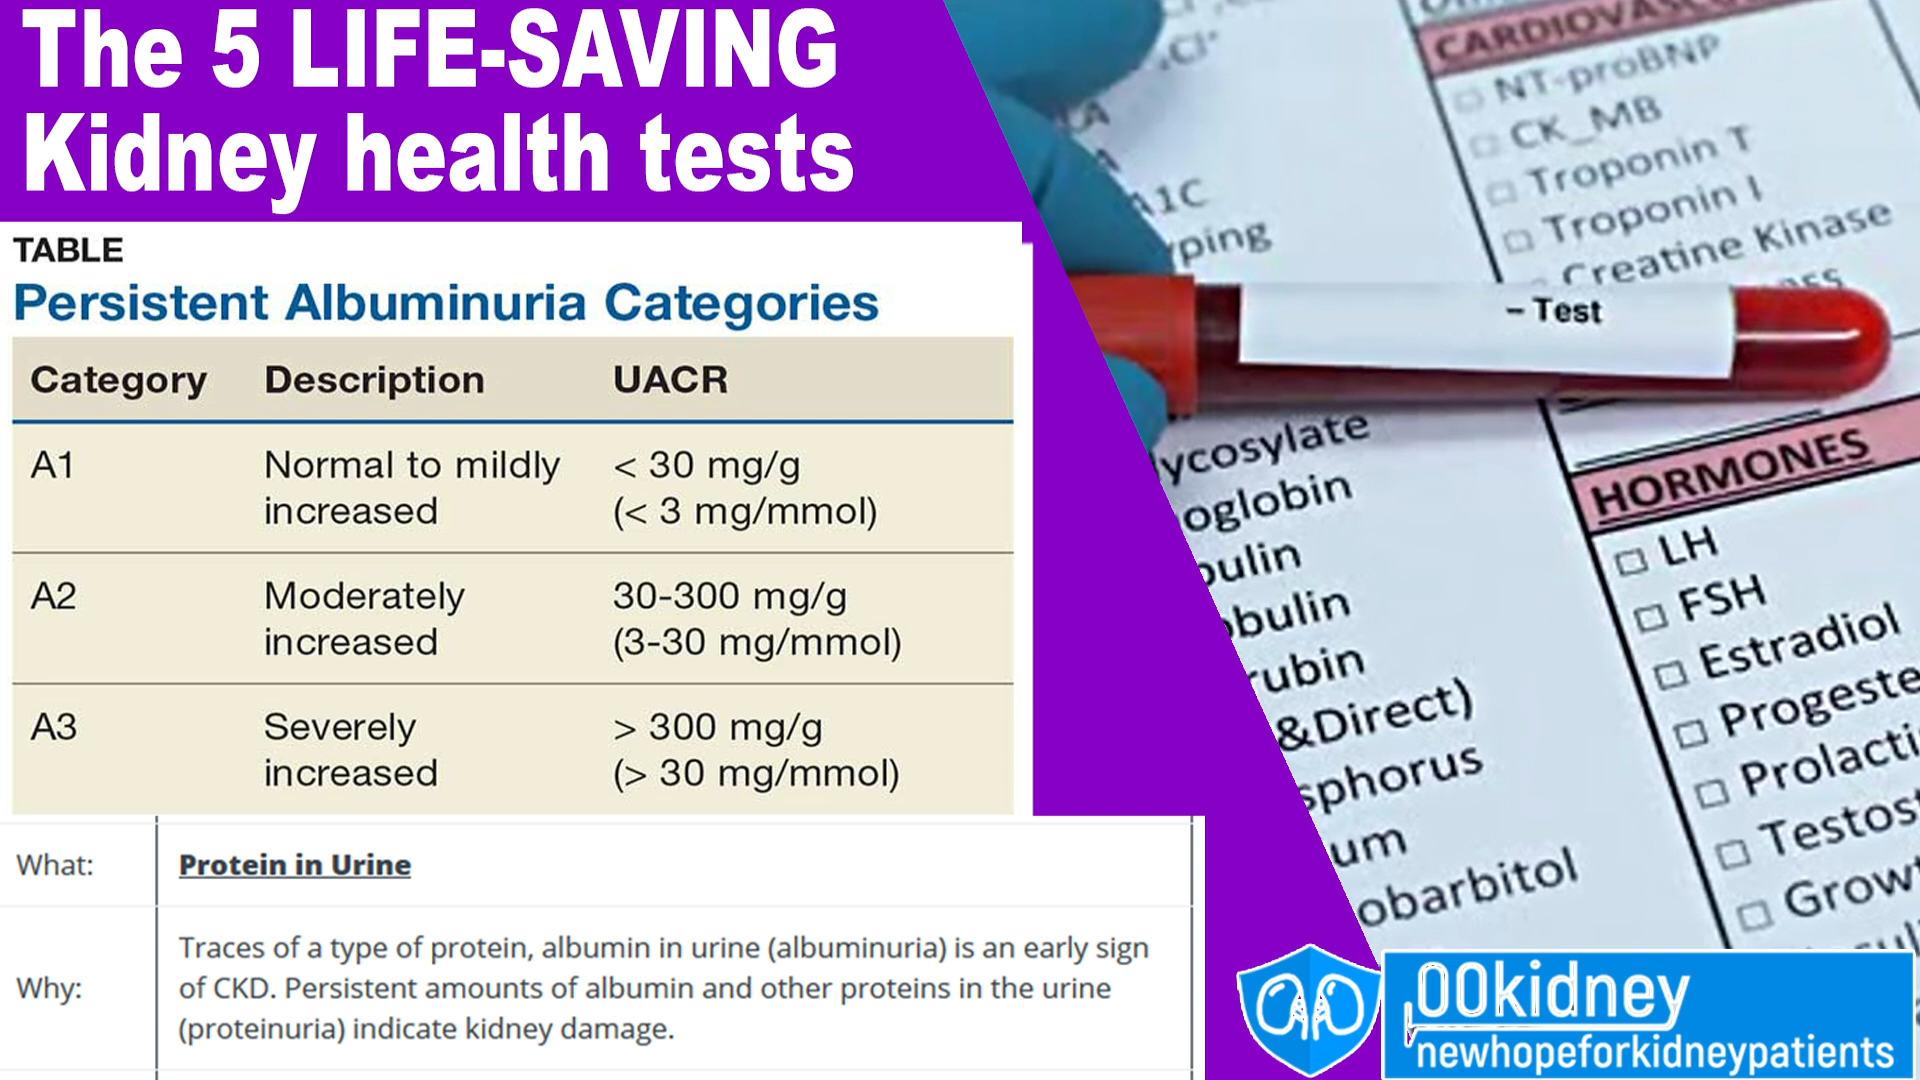 The 5 LIFE-SAVING
Kidney health tests
TABLE
Persistent Albuminuria Categories
Category Description UACR
A1 Normal to mildly increased < 30 mg/g (< 3 mg/mmol)
A2 Moderately increased 30-300 mg/g (3-30 mg/mmol)
A3 Severely increased > 300 mg/g (> 30 mg/mmol)
What: Protein in Urine
Why: Traces of a type of protein, albumin in urine (albuminuria) is an early sign
of CKD. Persistent amounts of albumin and other proteins in the urine
(proteinuria) indicate kidney damage.
A1C
ping
CARDIOVASC
NT-proBNP
CK_MB
Troponin T
Troponin I
Creatine Kinase
– Test
ycosylate
oglobin
bulin
rubin
&Direct)
sphorus
um
obarbitol
HORMONES
LH
FSH
Estradiol
Progeste
Prolacti
Testos
Growt
00kidney
newhopeforkidneypatients